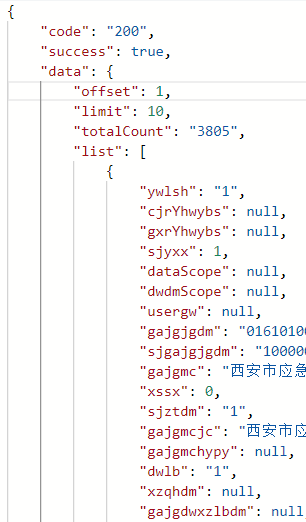 {
"code": "200",
"success": true,
"data": {
"offset": 1,
"limit": 10,
"totalCount": "3805",
"list": [
{
"ywlsh": "1",
"cjrYhwybs": null,
"gxrYhwybs": null,
"sjyxx": 1,
"dataScope": null,
"dwdmScope": null,
"usergw": null,
"gajgjgdm": "0161010
"sjgajgjgdm": "10000
"gajgmc": "西安市应急
"xssx": 0,
"sjztdm": "1",
"gajgmcjc": "西安市应
"gajgmchypy": null,
"dwlb": "1",
"xzqhdm": null,
"gajgdwxzlbdm": null